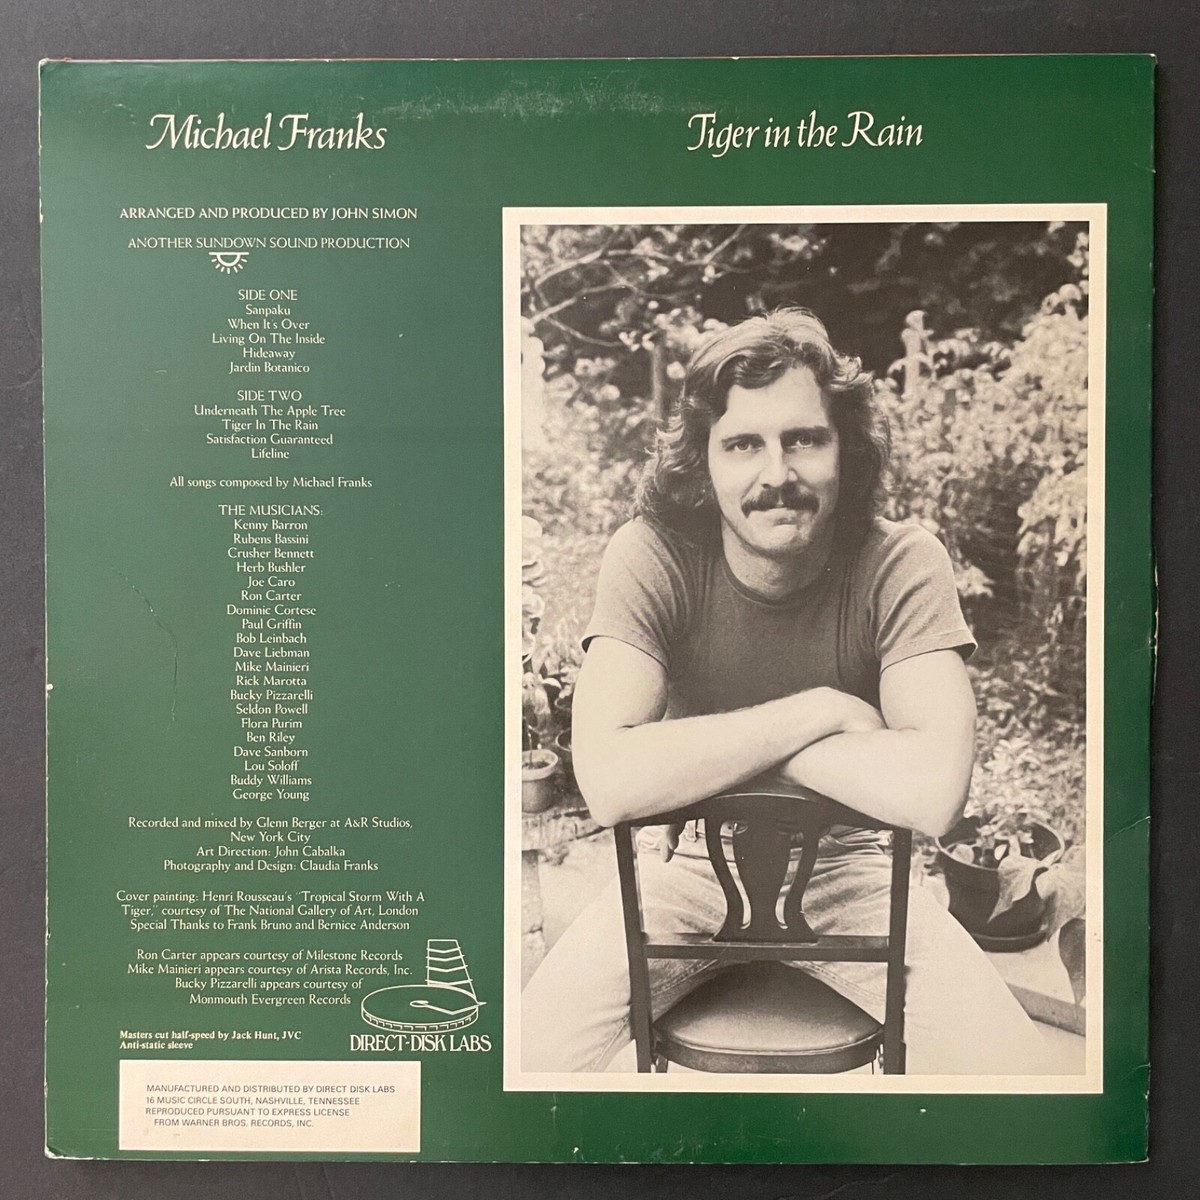 Michael Franks
Tiger in the Rain
ARRANGED AND PRODUCED BY JOHN SIMON
ANOTHER SUNDOWN SOUND PRODUCTION
SIDE ONE
Sanpaku
When It's Over
Living On The Inside
Hideaway
Jardin Botanico
SIDE TWO
Underneath The Apple Tree
Tiger In The Rain
Satisfaction Guaranteed
Lifeline
All songs composed by Michael Franks
THE MUSICIANS:
Kenny Barron
Rubens Bassini
Crusher Bennett
Herb Bushler
Joe Caro
Ron Carter
Dominic Cortese
Paul Griffin
Bob Leinbach
Dave Liebman
Mike Mainieri
Rick Marotta
Bucky Pizzarelli
Seldon Powell
Flora Purim
Ben Riley
Dave Sanborn
Lou Soloff
Buddy Williams
George Young
Recorded and mixed by Glenn Berger at A&R Studios,
New York City
Art Direction: John Cabalka
Photography and Design: Claudia Franks
Cover painting: Henri Rousseau's "Tropical Storm With A
Tiger," courtesy of The National Gallery of Art, London
Special Thanks to Frank Bruno and Bernice Anderson
Ron Carter appears courtesy of Milestone Records
Mike Mainieri appears courtesy of Arista Records, Inc.
Bucky Pizzarelli appears courtesy of
Monmouth Evergreen Records
Masters cut half-speed by Jack Hunt, JVC
Anti-static sleeve
DIRECT-DISK LABS
MANUFACTURED AND DISTRIBUTED BY DIRECT DISK LABS
16 MUSIC CIRCLE SOUTH, NASHVILLE, TENNESSEE
REPRODUCED PURSUANT TO EXPRESS LICENSE
FROM WARNER BROS. RECORDS, INC.